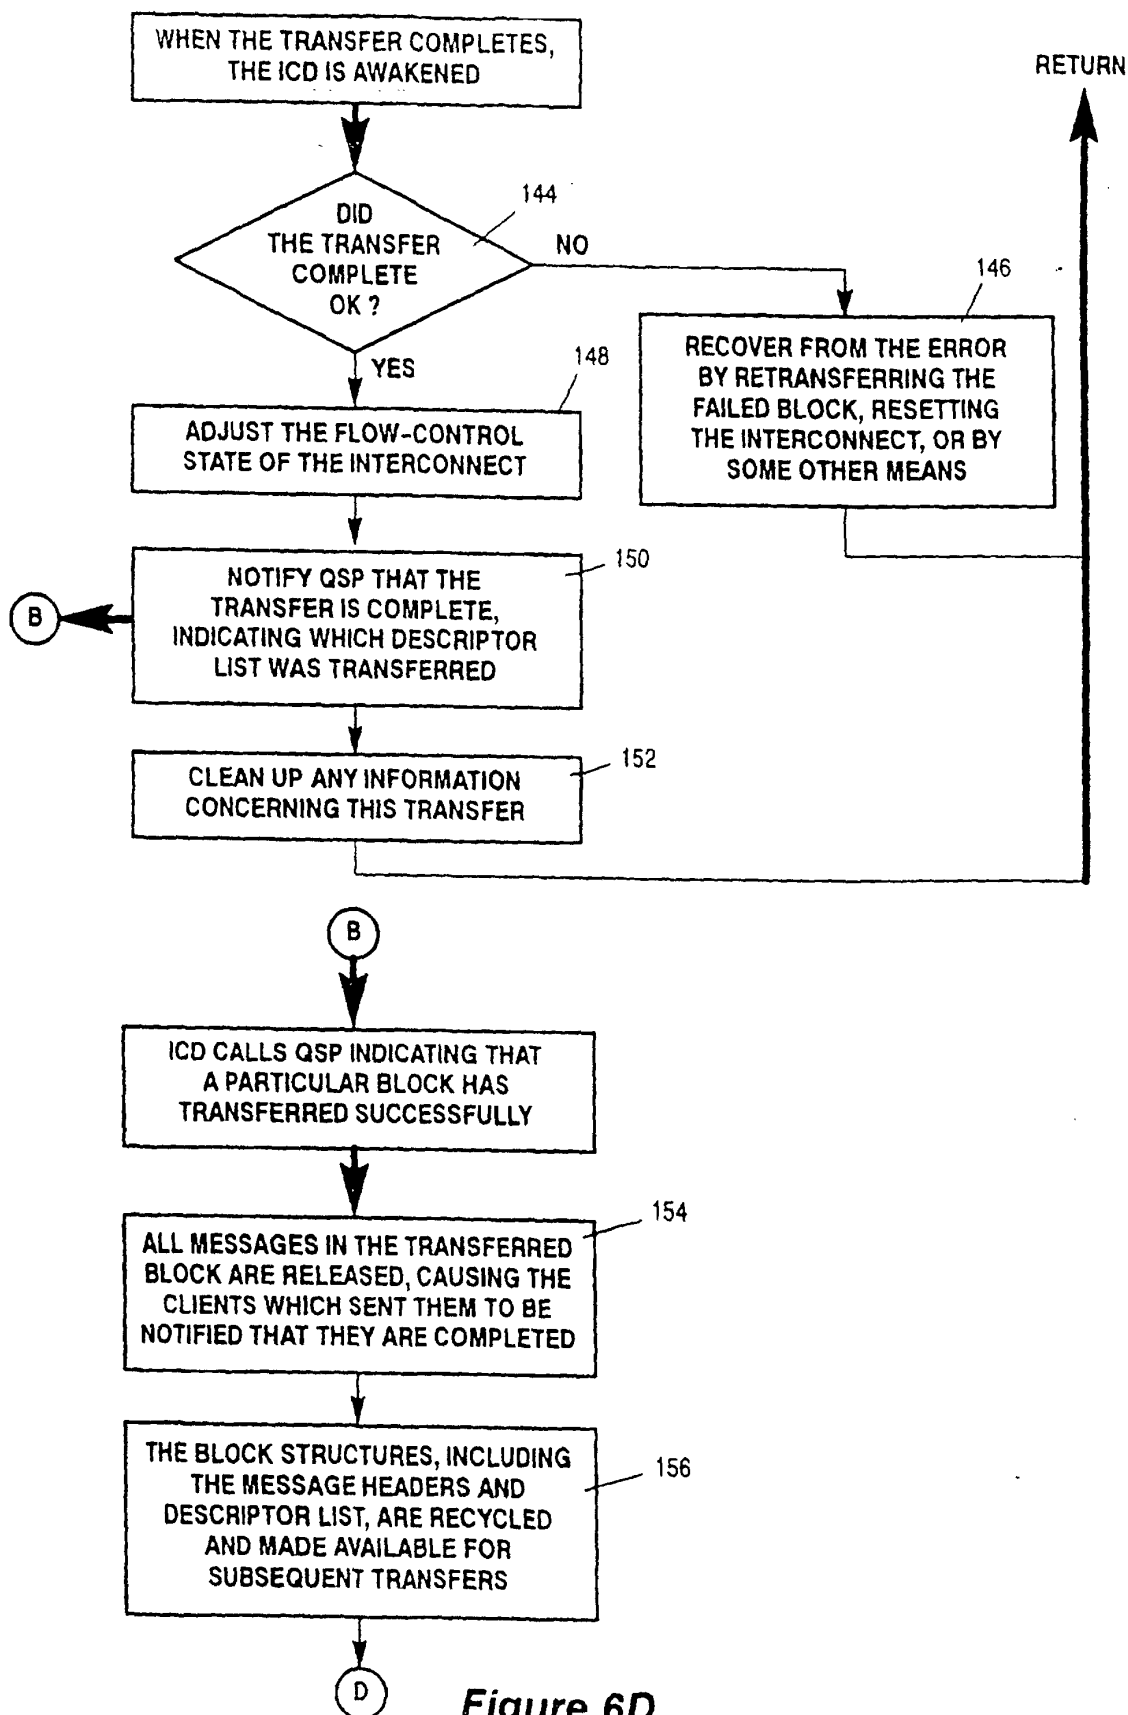 WHEN THE TRANSFER COMPLETES,
THE ICD IS AWAKENED
RETURN
144
DID
THE TRANSFER
COMPLETE
OK ?
NO
146
RECOVER FROM THE ERROR
BY RETRANSFERRING THE
FAILED BLOCK, RESETTING
THE INTERCONNECT, OR BY
SOME OTHER MEANS
YES
148
ADJUST THE FLOW-CONTROL
STATE OF THE INTERCONNECT
150
NOTIFY QSP THAT THE
TRANSFER IS COMPLETE,
INDICATING WHICH DESCRIPTOR
LIST WAS TRANSFERRED
B
152
CLEAN UP ANY INFORMATION
CONCERNING THIS TRANSFER
B
ICD CALLS QSP INDICATING THAT
A PARTICULAR BLOCK HAS
TRANSFERRED SUCCESSFULLY
154
ALL MESSAGES IN THE TRANSFERRED
BLOCK ARE RELEASED, CAUSING THE
CLIENTS WHICH SENT THEM TO BE
NOTIFIED THAT THEY ARE COMPLETED
156
THE BLOCK STRUCTURES, INCLUDING
THE MESSAGE HEADERS AND
DESCRIPTOR LIST, ARE RECYCLED
AND MADE AVAILABLE FOR
SUBSEQUENT TRANSFERS
D
Figure 6D